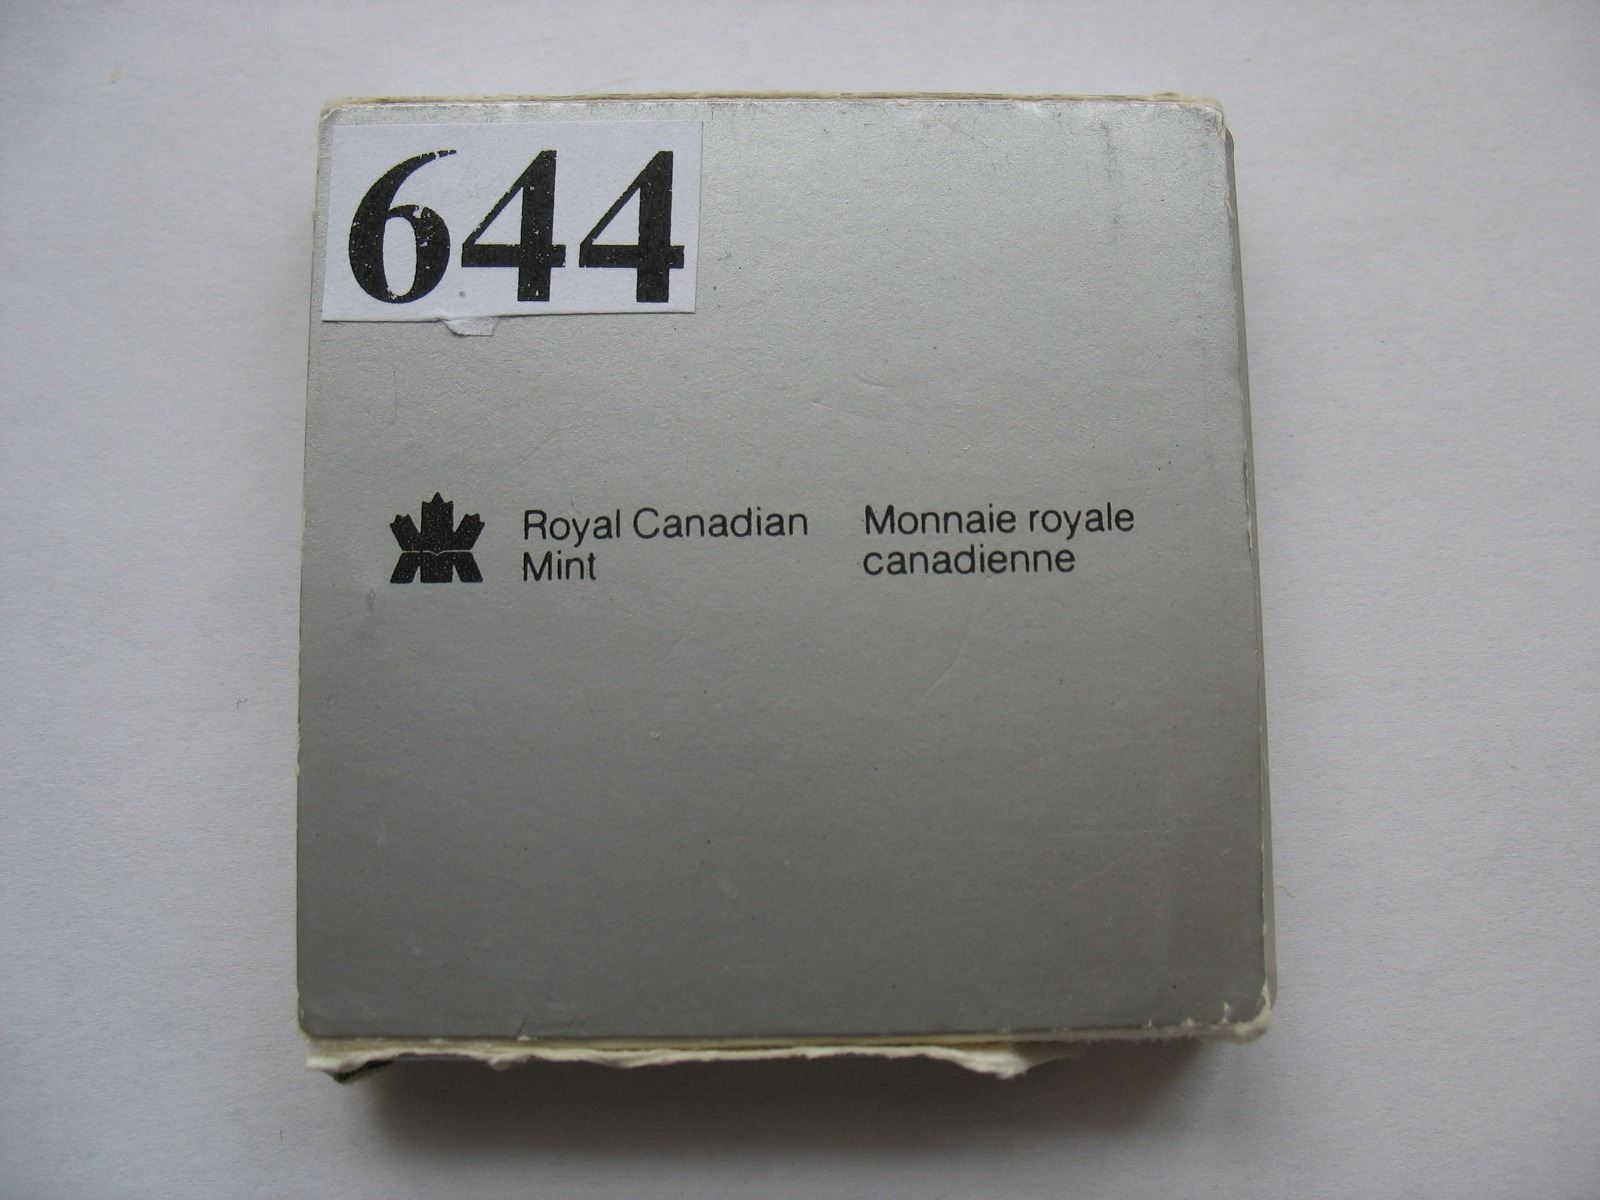 644
Royal Canadian
Mint
Monnaie royale
canadienne